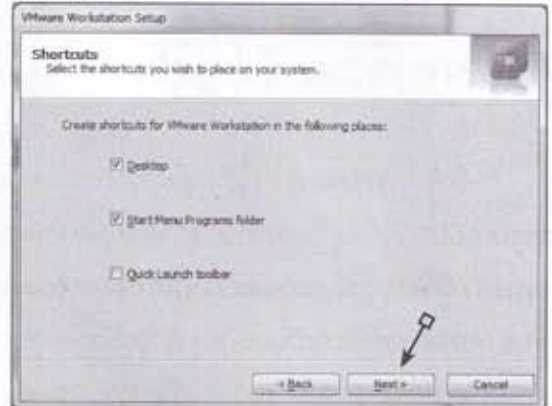 VMware Workstation Setup
Shortcuts
Select the shortcuts you wish to place on your system.
Create shortcuts for VMware Workstation in the following places:
Desktop
Start Menu Programs folder
Quick Launch toolbar
< Back
Next >
Cancel